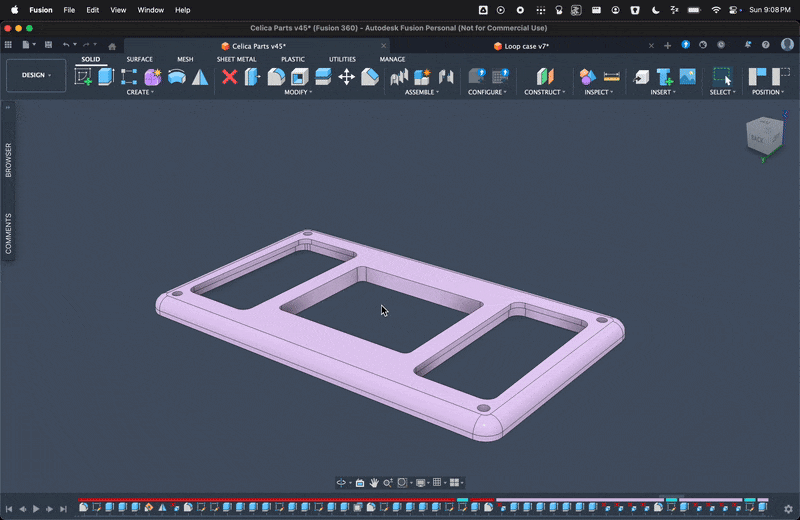 Fusion File Edit View Window Help Sun 9:08 PM
Celica Parts v45* (Fusion 360) - Autodesk Fusion Personal (Not for Commercial Use)
Celica Parts v45* Loop case v7*
SOLID SURFACE MESH SHEET METAL PLASTIC UTILITIES MANAGE
DESIGN
CREATE MODIFY ASSEMBLE CONFIGURE CONSTRUCT INSPECT INSERT SELECT POSITION
BROWSER
COMMENTS
BACK